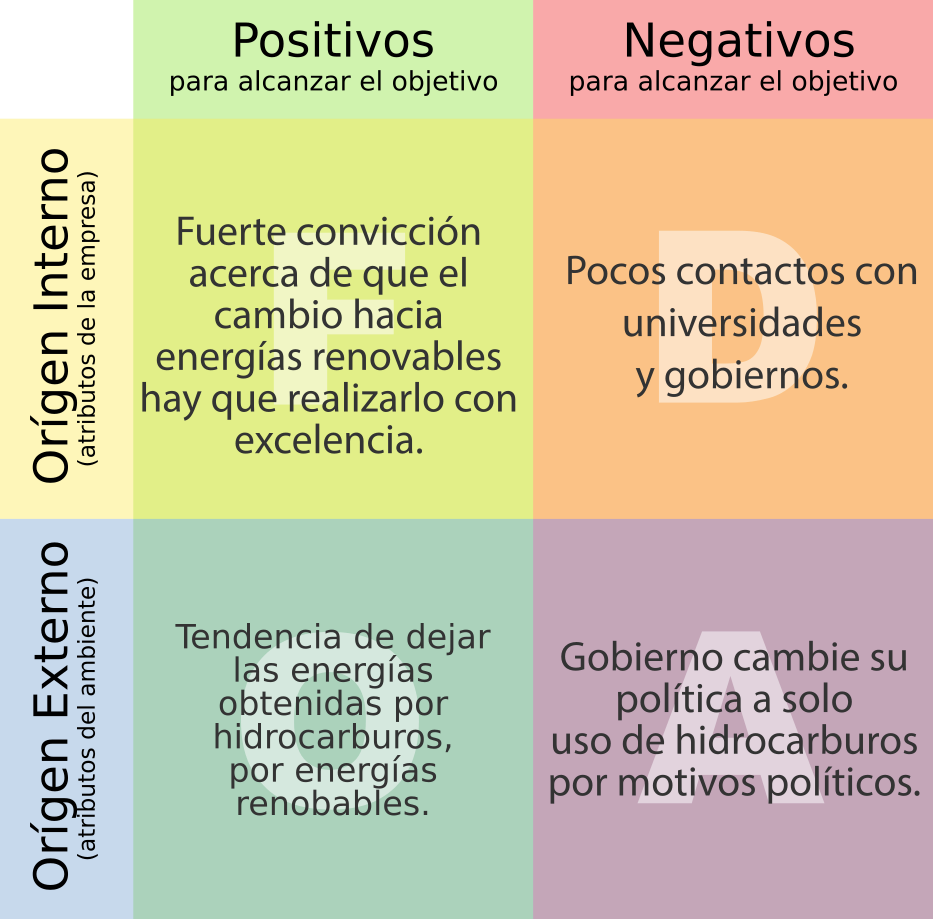 Positivos
para alcanzar el objetivo
Negativos
para alcanzar el objetivo
Orígen Interno
(atributos de la empresa)
F
Fuerte convicción
acerca de que el
cambio hacia
energías renovables
hay que realizarlo con
excelencia.
D
Pocos contactos con
universidades
y gobiernos.
Orígen Externo
(atributos del ambiente)
O
Tendencia de dejar
las energías
obtenidas por
hidrocarburos,
por energías
renobables.
A
Gobierno cambie su
política a solo
uso de hidrocarburos
por motivos políticos.